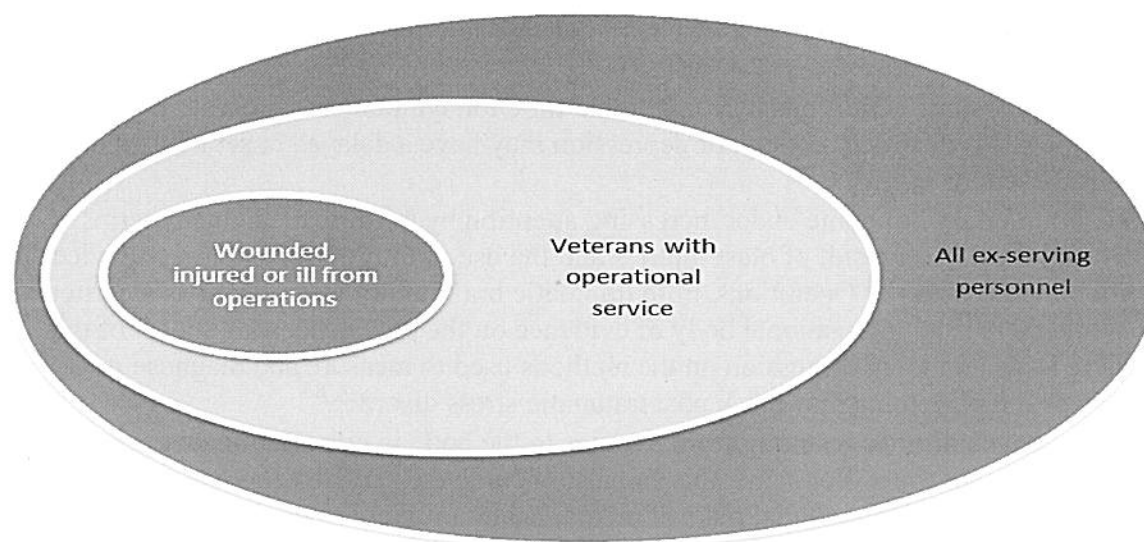 Wounded,
injured or ill from
operations
Veterans with
operational
service
All ex-serving
personnel